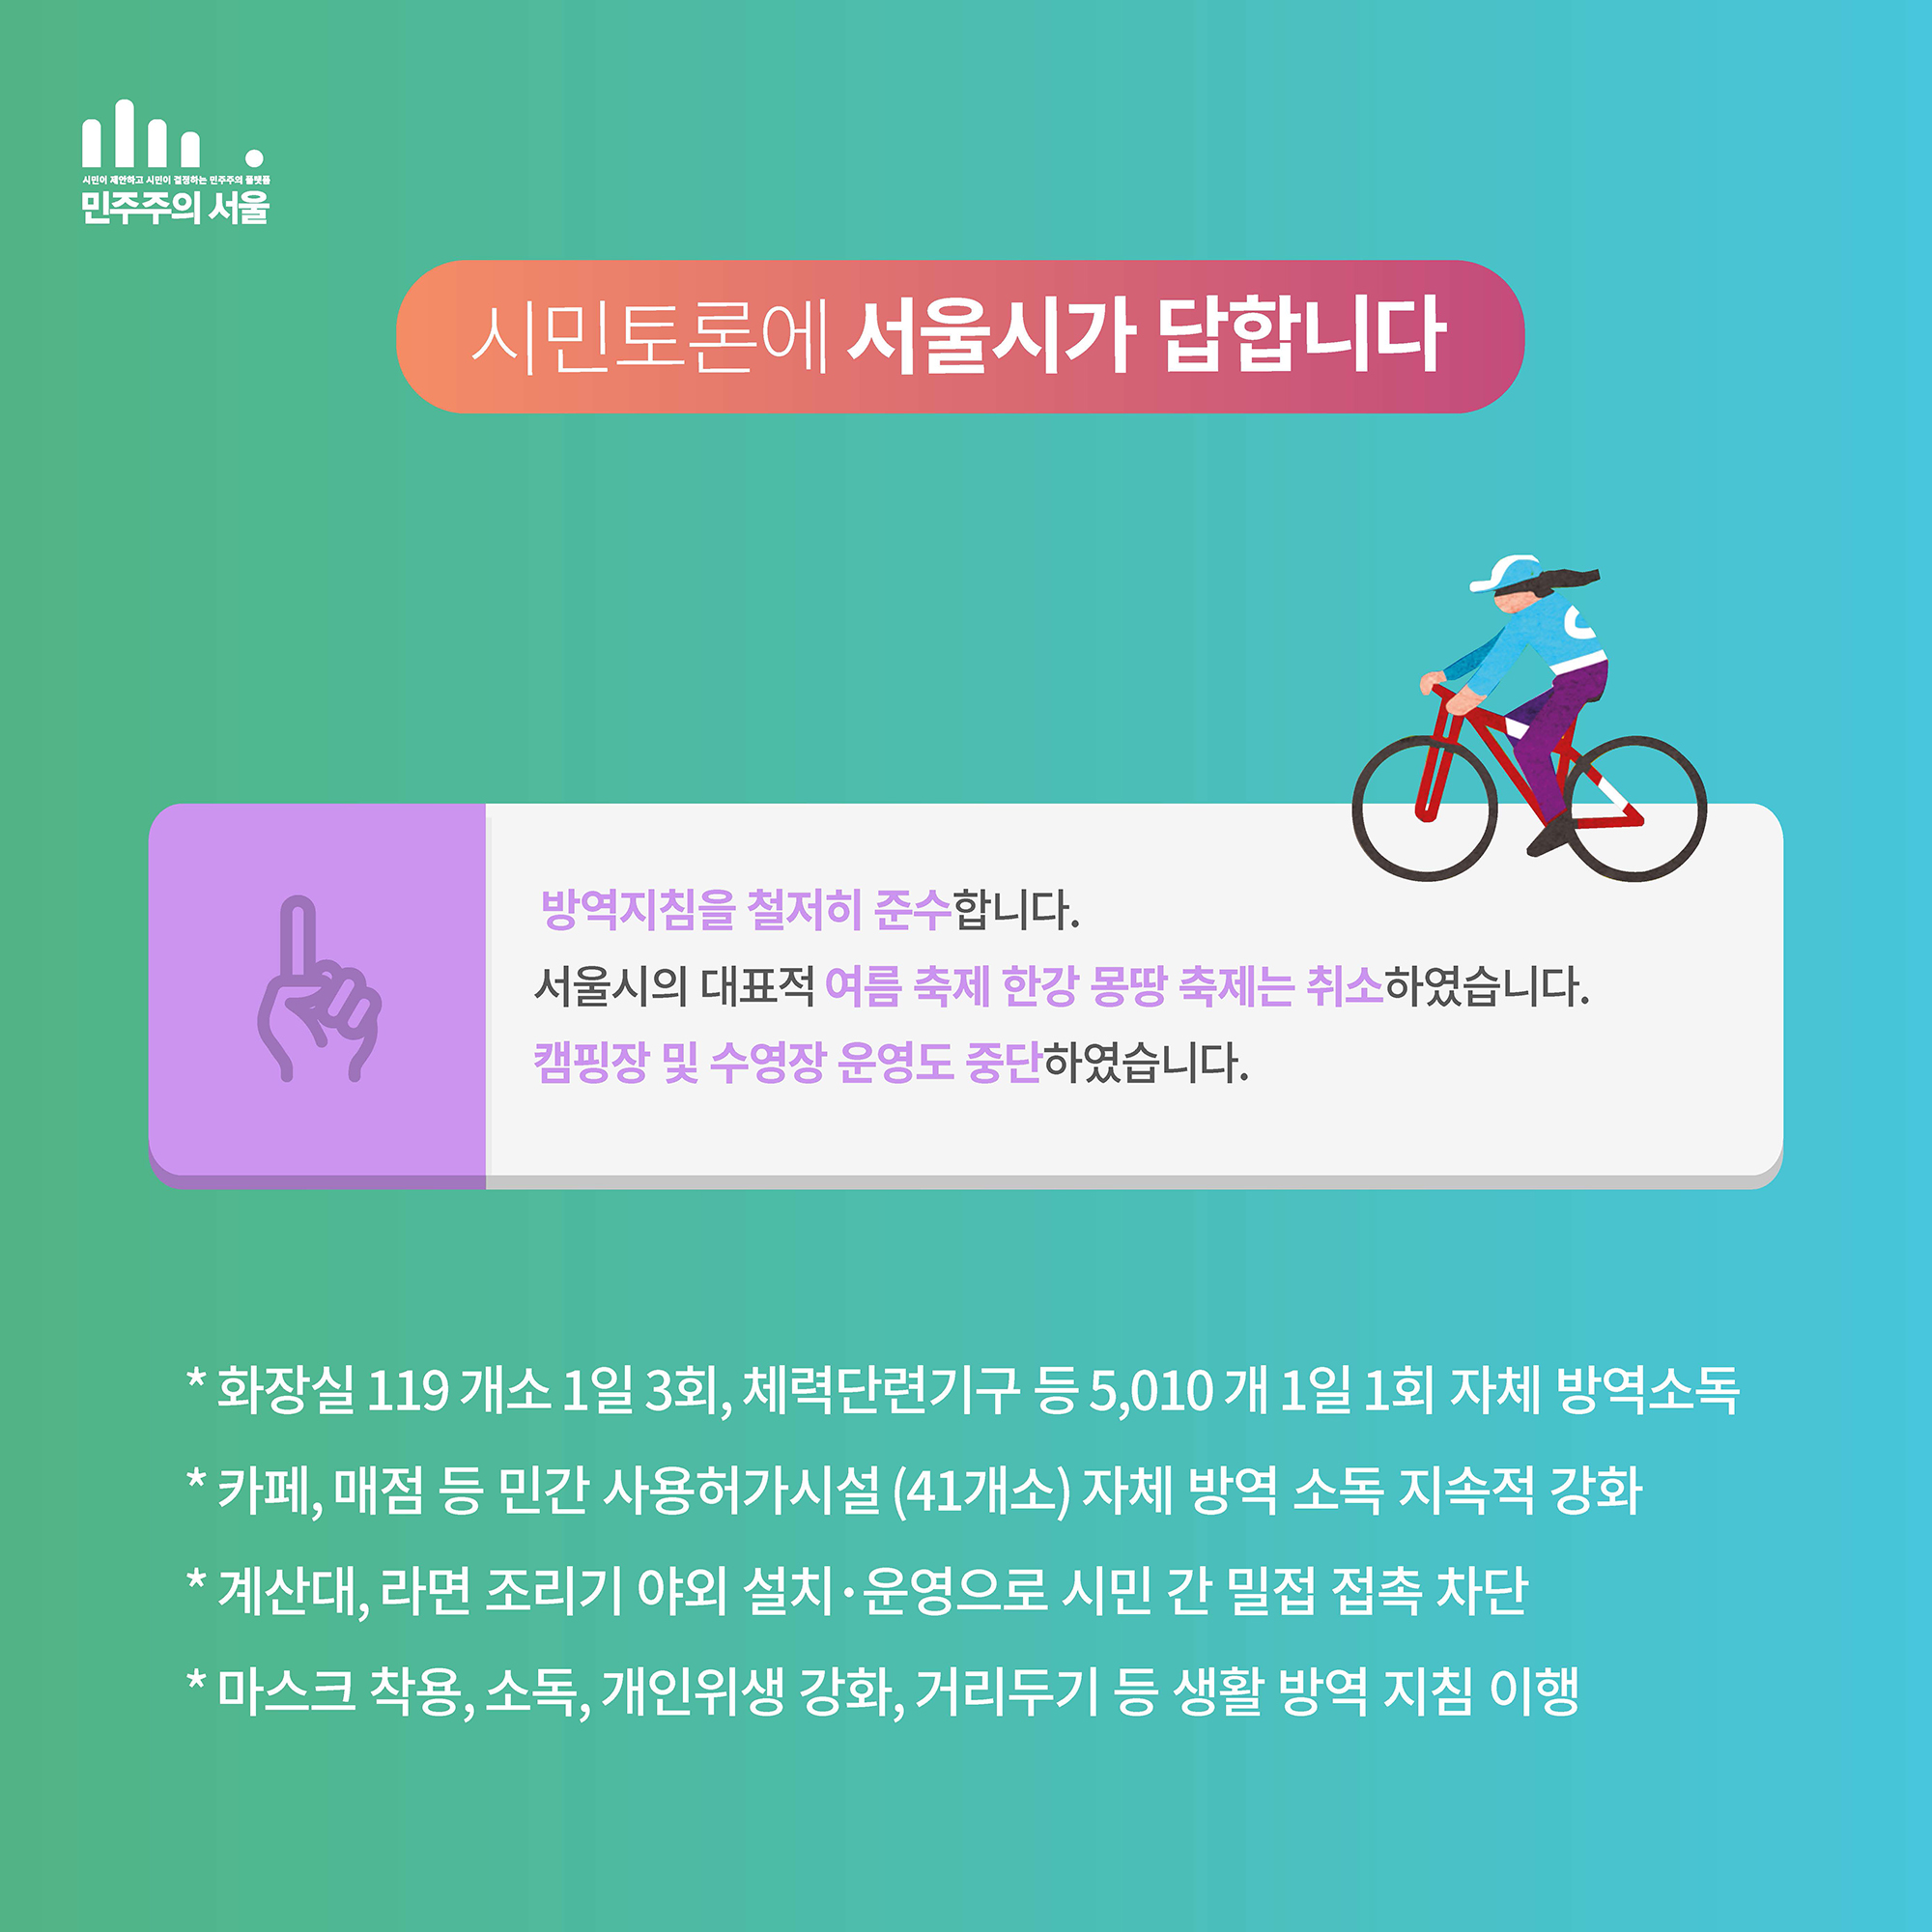 시민이 제안하고 시민이 결정하는 민주주의 플랫폼
민주주의 서울
시민토론에 서울시가 답합니다
방역지침을 철저히 준수합니다.
서울시의 대표적 여름 축제 한강 몽땅 축제는 취소하였습니다.
캠핑장 및 수영장 운영도 중단하였습니다.
* 화장실 119 개소 1일 3회, 체력단련기구 등 5,010 개 1일 1회 자체 방역소독
* 카페, 매점 등 민간 사용허가시설 (41개소) 자체 방역 소독 지속적 강화
* 계산대, 라면 조리기 야외 설치·운영으로 시민 간 밀접 접촉 차단
* 마스크 착용, 소독, 개인위생 강화, 거리두기 등 생활 방역 지침 이행